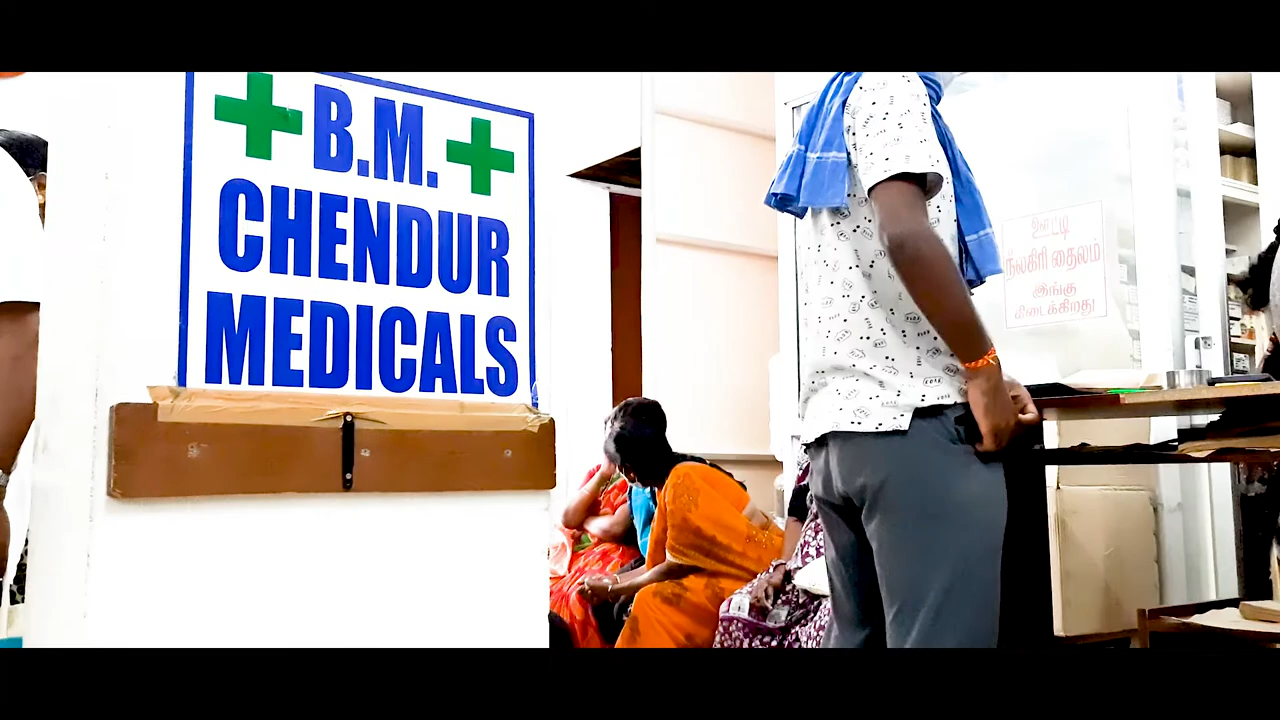 B.M.
CHENDUR
MEDICALS
ஊட்டி
நீலகிரி தைலம்
இங்கு
கிடைக்கிறது